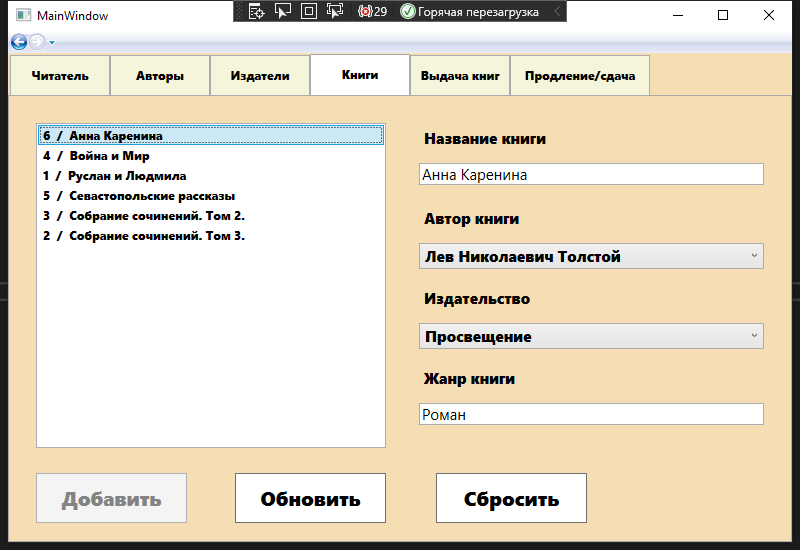 MainWindow
29 Горячая перезагрузка
Читатель Авторы Издатели Книги Выдача книг Продление/сдача
6 / Анна Каренина
4 / Война и Мир
1 / Руслан и Людмила
5 / Севастопольские рассказы
3 / Собрание сочинений. Том 2.
2 / Собрание сочинений. Том 3.
Название книги
Анна Каренина
Автор книги
Лев Николаевич Толстой
Издательство
Просвещение
Жанр книги
Роман
Добавить Обновить Сбросить